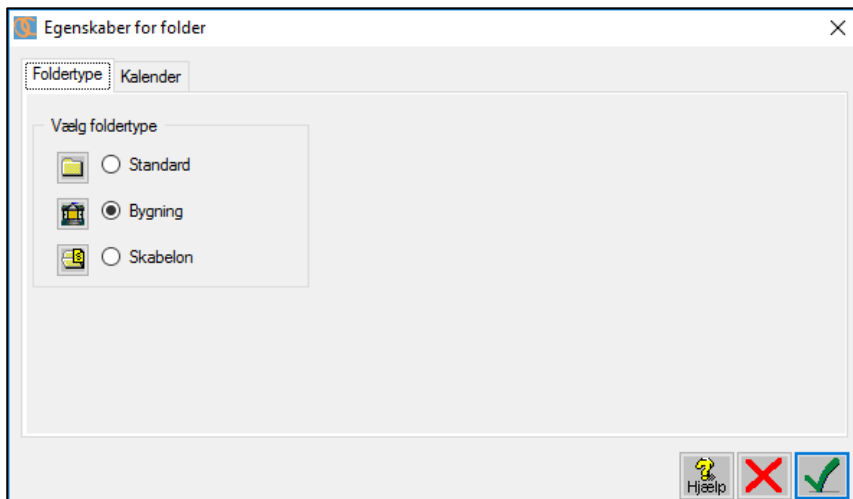 Egenskaber for folder
Foldertype
Kalender
Vælg foldertype
Standard
Bygning
Skabelon
Hjælp